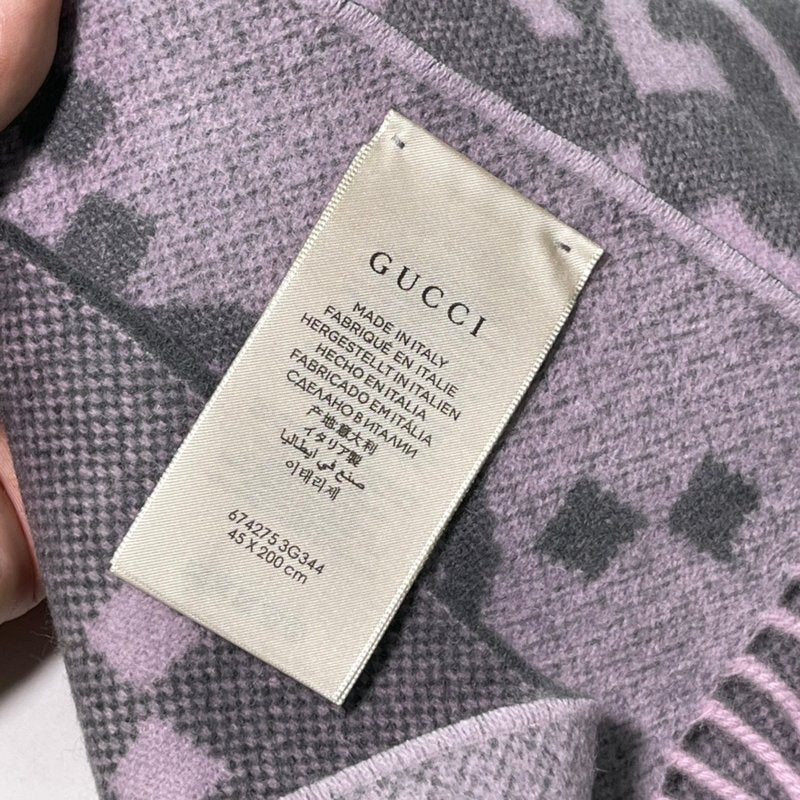 GUCCI
MADE IN ITALY
FABRIQUÉ EN ITALIE
HERGESTELLT IN ITALIEN
HECHO EN ITALIA
FABRICADO EM ITÁLIA
СДЕЛАНО В ИТАЛИИ
产地:意大利
イタリア製
صنع في إيطاليا
이태리제
674275 3G344
45 X 200 cm